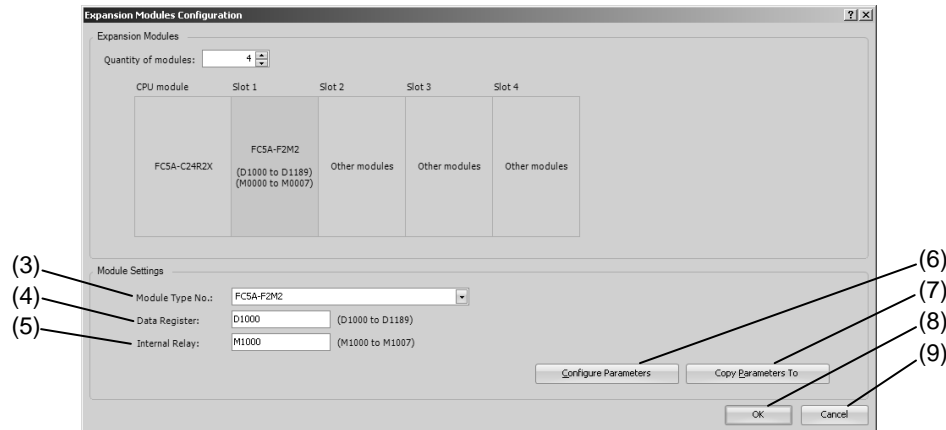 Expansion Modules Configuration
Expansion Modules
Quantity of modules: 4
CPU module Slot 1 Slot 2 Slot 3 Slot 4
FC5A-C24R2X
FC5A-F2M2
(D1000 to D1189)
(M0000 to M0007)
Other modules
Other modules
Other modules
Module Settings
(3) Module Type No.: FC5A-F2M2
(4) Data Register: D1000 (D1000 to D1189)
(5) Internal Relay: M1000 (M1000 to M1007)
(6)
(7)
(8)
(9)
Configure Parameters Copy Parameters To
OK Cancel